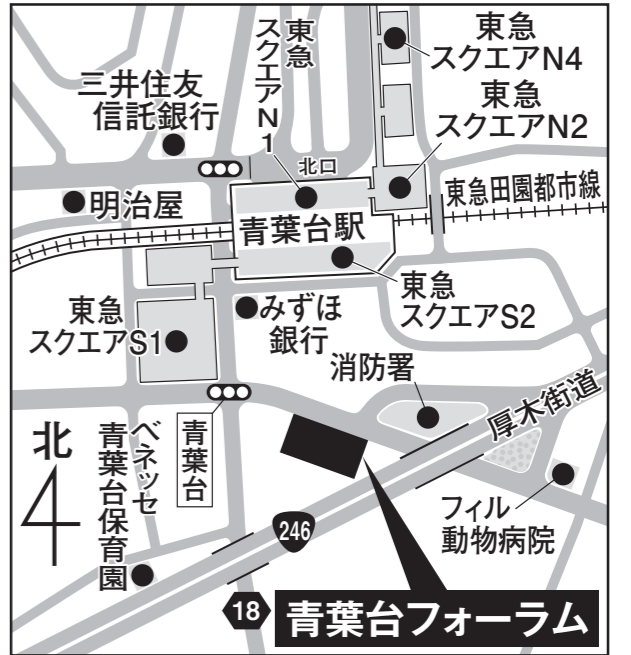 東急
スクエアN4
東急
スクエアN1
三井住友
信託銀行
東急
スクエアN2
北口
明治屋
東急田園都市線
青葉台駅
東急
スクエアS2
東急
スクエアS1
みずほ
銀行
消防署
厚木街道
北
ベネッセ
青葉台保育園
青葉台
フィル
動物病院
246
18
青葉台フォーラム